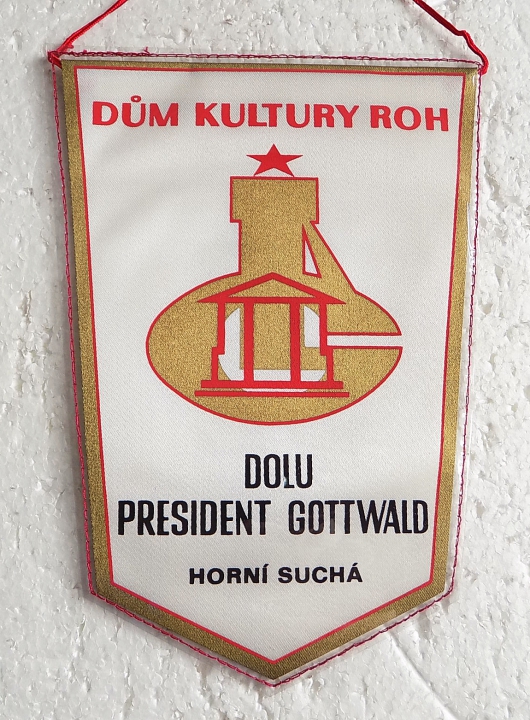 DŮM KULTURY ROH
DOLU
PRESIDENT GOTTWALD
HORNÍ SUCHÁ